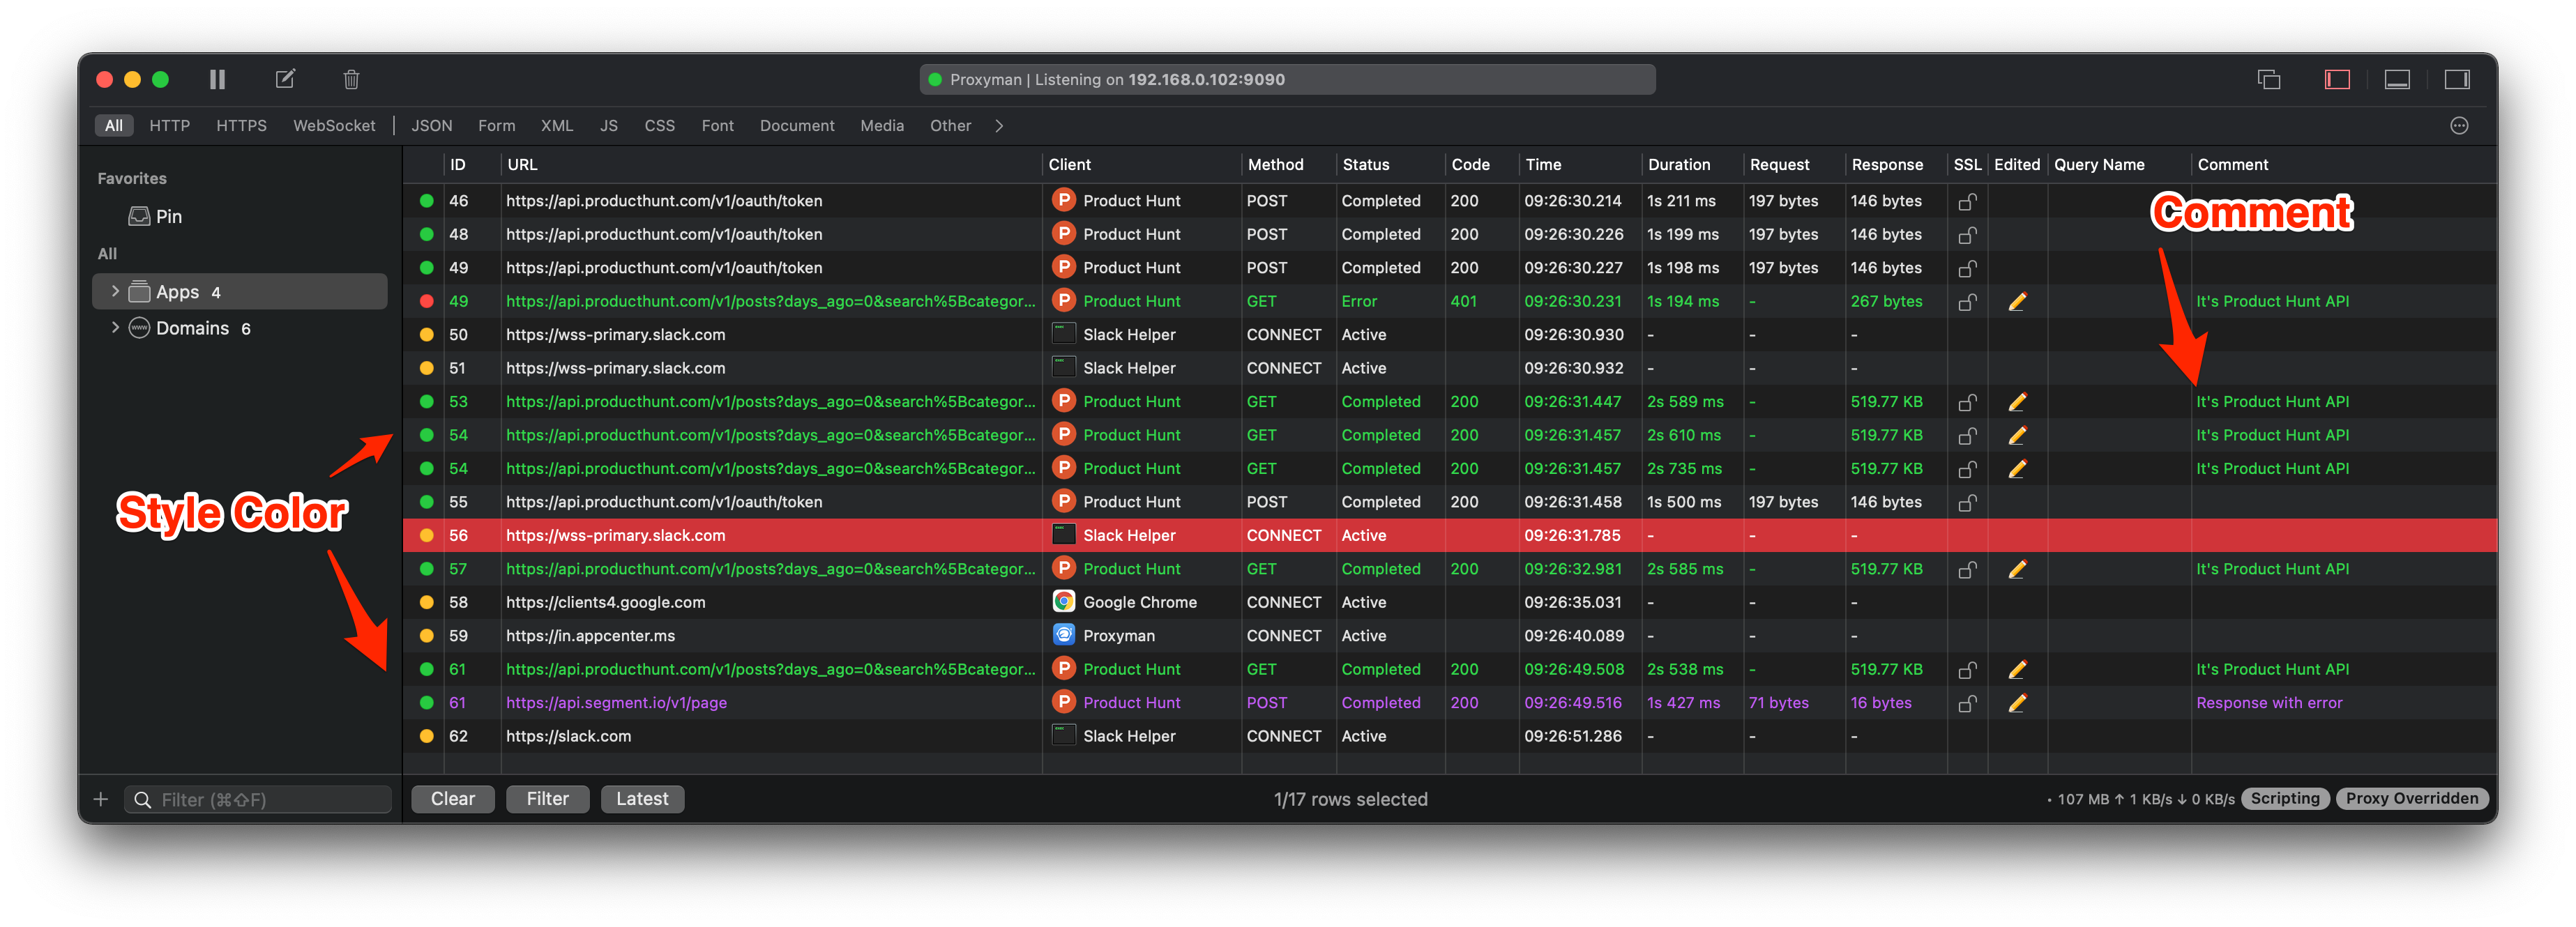 Proxyman | Listening on 192.168.0.102:9090
All HTTP HTTPS WebSocket JSON Form XML JS CSS Font Document Media Other
Favorites
Pin
All
Apps 4
Domains 6
ID URL Client Method Status Code Time Duration Request Response SSL Edited Query Name Comment
46 https://api.producthunt.com/v1/oauth/token Product Hunt POST Completed 200 09:26:30.214 1s 211 ms 197 bytes 146 bytes
Comment
48 https://api.producthunt.com/v1/oauth/token Product Hunt POST Completed 200 09:26:30.226 1s 199 ms 197 bytes 146 bytes
49 https://api.producthunt.com/v1/oauth/token Product Hunt POST Completed 200 09:26:30.227 1s 198 ms 197 bytes 146 bytes
49 https://api.producthunt.com/v1/posts?days_ago=0&search%5Bcategor... Product Hunt GET Error 401 09:26:30.231 1s 194 ms - 267 bytes It's Product Hunt API
50 https://wss-primary.slack.com Slack Helper CONNECT Active 09:26:30.930 - - -
51 https://wss-primary.slack.com Slack Helper CONNECT Active 09:26:30.932 - - -
53 https://api.producthunt.com/v1/posts?days_ago=0&search%5Bcategor... Product Hunt GET Completed 200 09:26:31.447 2s 589 ms - 519.77 KB It's Product Hunt API
54 https://api.producthunt.com/v1/posts?days_ago=0&search%5Bcategor... Product Hunt GET Completed 200 09:26:31.457 2s 610 ms - 519.77 KB It's Product Hunt API
54 https://api.producthunt.com/v1/posts?days_ago=0&search%5Bcategor... Product Hunt GET Completed 200 09:26:31.457 2s 735 ms - 519.77 KB It's Product Hunt API
55 https://api.producthunt.com/v1/oauth/token Product Hunt POST Completed 200 09:26:31.458 1s 500 ms 197 bytes 146 bytes
Style Color
56 https://wss-primary.slack.com Slack Helper CONNECT Active 09:26:31.785 - - -
57 https://api.producthunt.com/v1/posts?days_ago=0&search%5Bcategor... Product Hunt GET Completed 200 09:26:32.981 2s 585 ms - 519.77 KB It's Product Hunt API
58 https://clients4.google.com Google Chrome CONNECT Active 09:26:35.031 - - -
59 https://in.appcenter.ms Proxyman CONNECT Active 09:26:40.089 - - -
61 https://api.producthunt.com/v1/posts?days_ago=0&search%5Bcategor... Product Hunt GET Completed 200 09:26:49.508 2s 538 ms - 519.77 KB It's Product Hunt API
61 https://api.segment.io/v1/page Product Hunt POST Completed 200 09:26:49.516 1s 427 ms 71 bytes 16 bytes Response with error
62 https://slack.com Slack Helper CONNECT Active 09:26:51.286 - - -
Filter (⌘⇧F) Clear Filter Latest 1/17 rows selected • 107 MB ↑ 1 KB/s ↓ 0 KB/s Scripting Proxy Overridden